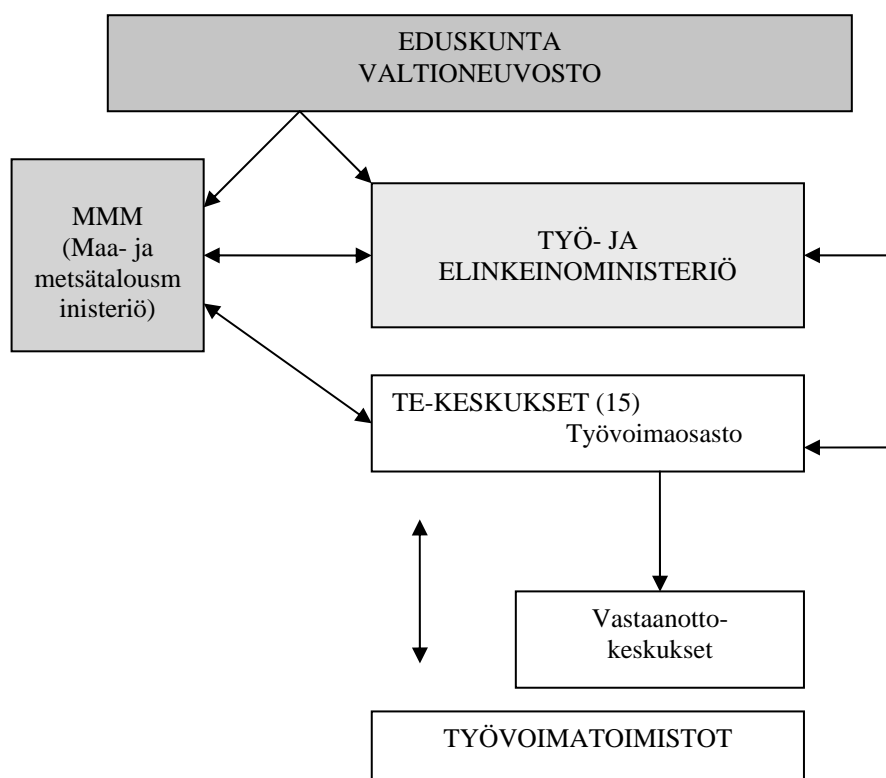 EDUSKUNTA
VALTIONEUVOSTO
MMM
(Maa- ja
metsätalousm
inisteriö)
TYÖ- JA
ELINKEINOMINISTERIÖ
TE-KESKUKSET (15)
Työvoimaosasto
Vastaanotto-
keskukset
TYÖVOIMATOIMISTOT